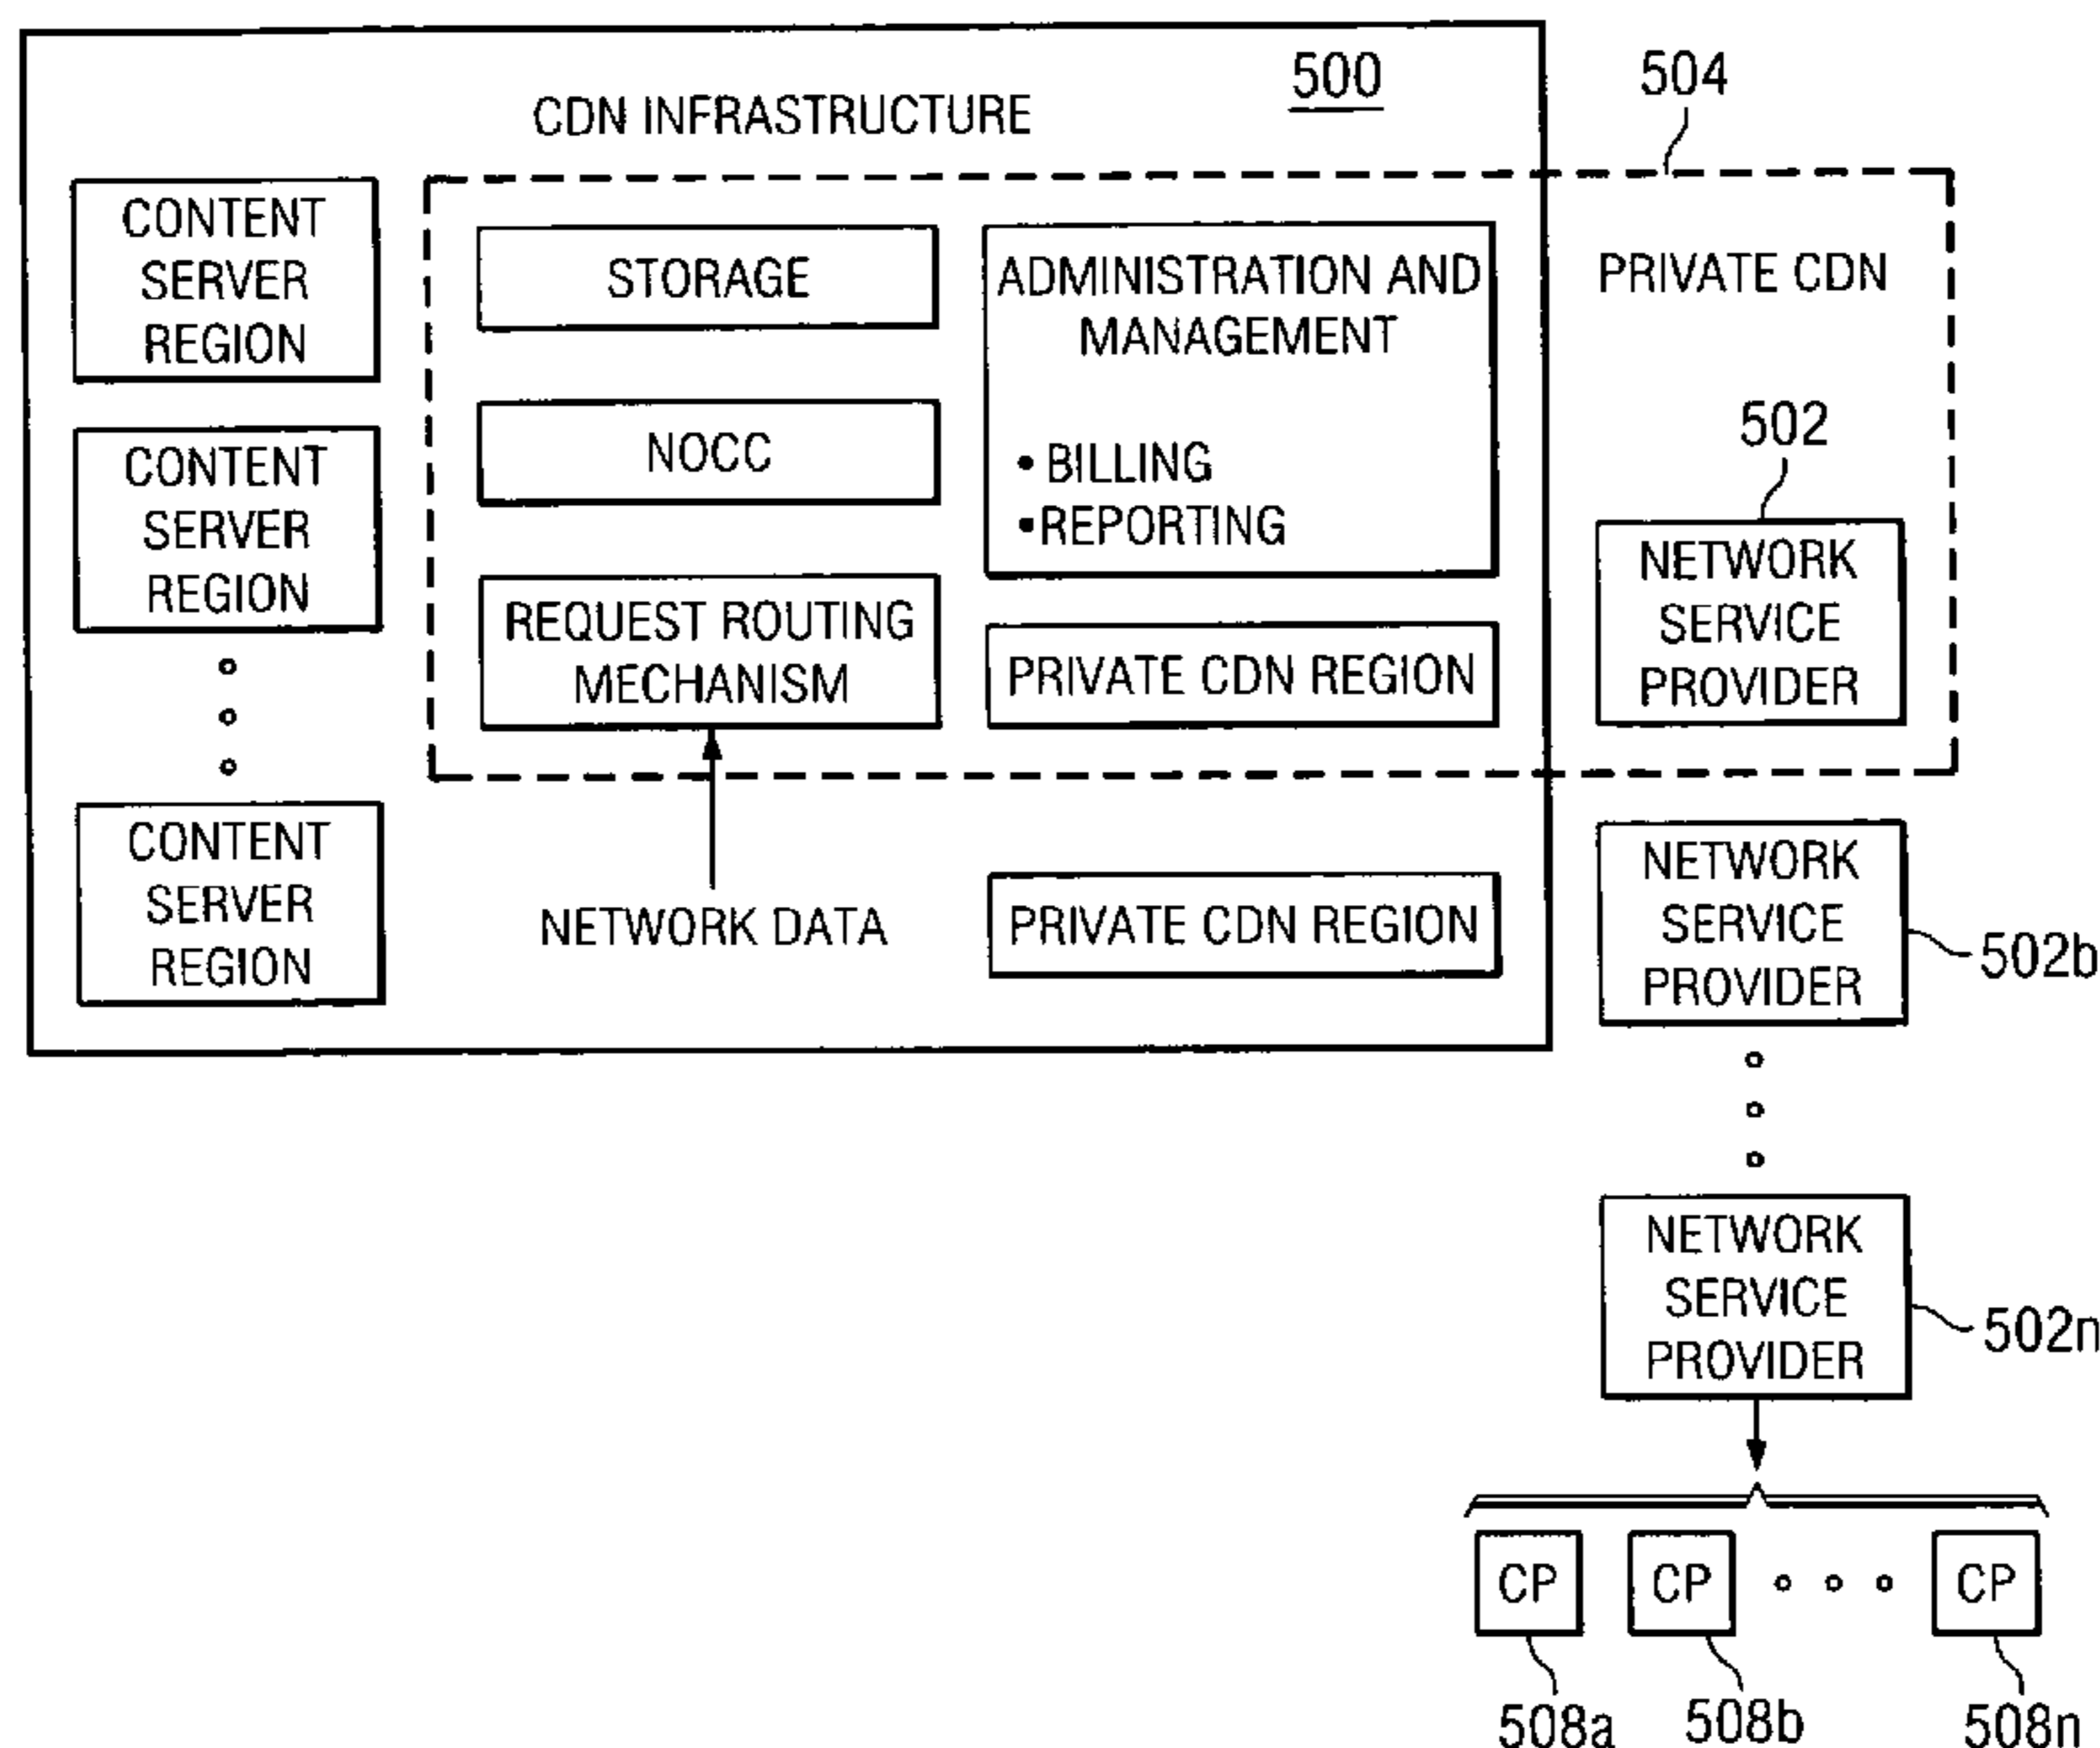 500
504
CDN INFRASTRUCTURE
CONTENT
SERVER
REGION
STORAGE
ADMINISTRATION AND
MANAGEMENT
• BILLING
•REPORTING
PRIVATE CDN
CONTENT
SERVER
REGION
NOCC
502
NETWORK
SERVICE
PROVIDER
REQUEST ROUTING
MECHANISM
PRIVATE CDN REGION
CONTENT
SERVER
REGION
NETWORK DATA
PRIVATE CDN REGION
NETWORK
SERVICE
PROVIDER
502b
NETWORK
SERVICE
PROVIDER
502n
CP
CP
CP
508a
508b
508n